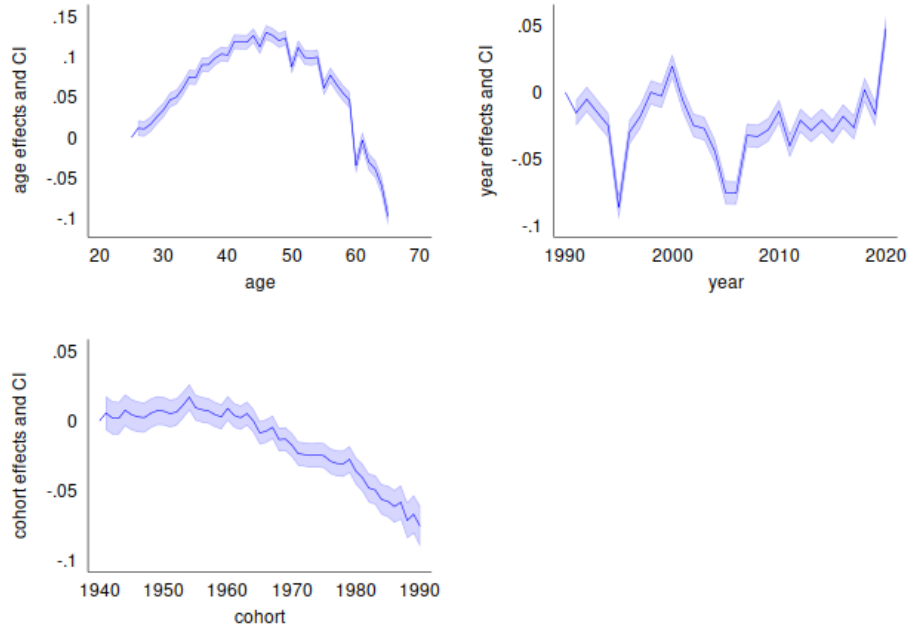 age effects and CI
.15
.1
.05
0
-.05
-.1
20 30 40 50 60 70
age
year effects and CI
.05
0
-.05
-.1
1990 2000 2010 2020
year
cohort effects and CI
.05
0
-.05
-.1
1940 1950 1960 1970 1980 1990
cohort